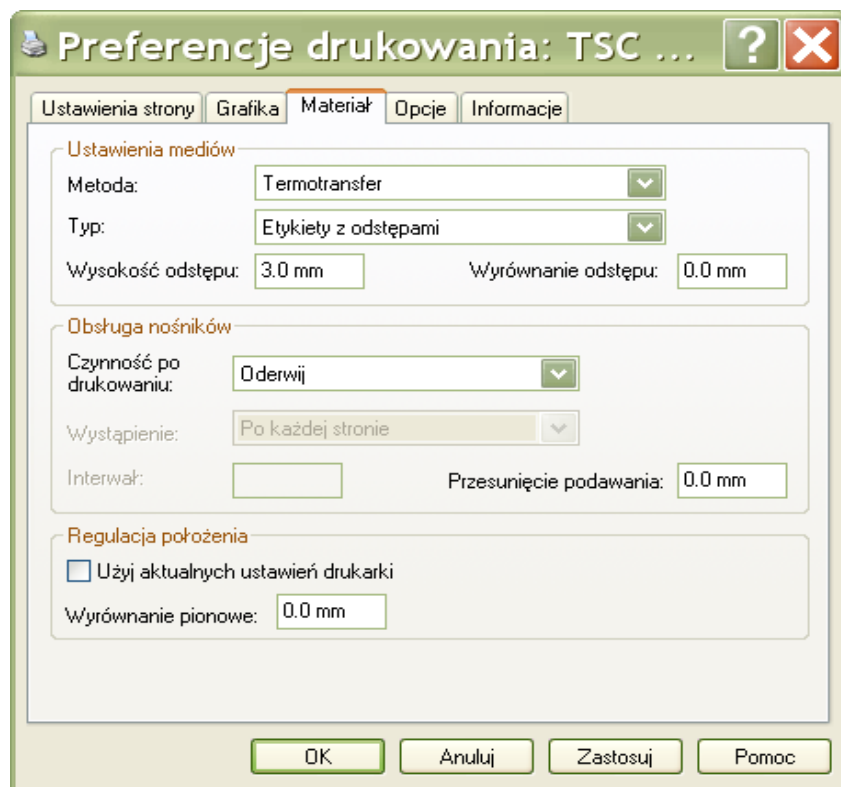 Preferencje drukowania: TSC ...
Ustawienia strony Grafika Materiał Opcje Informacje
Ustawienia mediów
Metoda: Termotransfer
Typ: Etykiety z odstępami
Wysokość odstępu: 3.0 mm Wyrównanie odstępu: 0.0 mm
Obsługa nośników
Czynność po
drukowaniu: Oderwij
Wystąpienie: Po każdej stronie
Interwał: Przesunięcie podawania: 0.0 mm
Regulacja położenia
Użyj aktualnych ustawień drukarki
Wyrównanie pionowe: 0.0 mm
OK Anuluj Zastosuj Pomoc